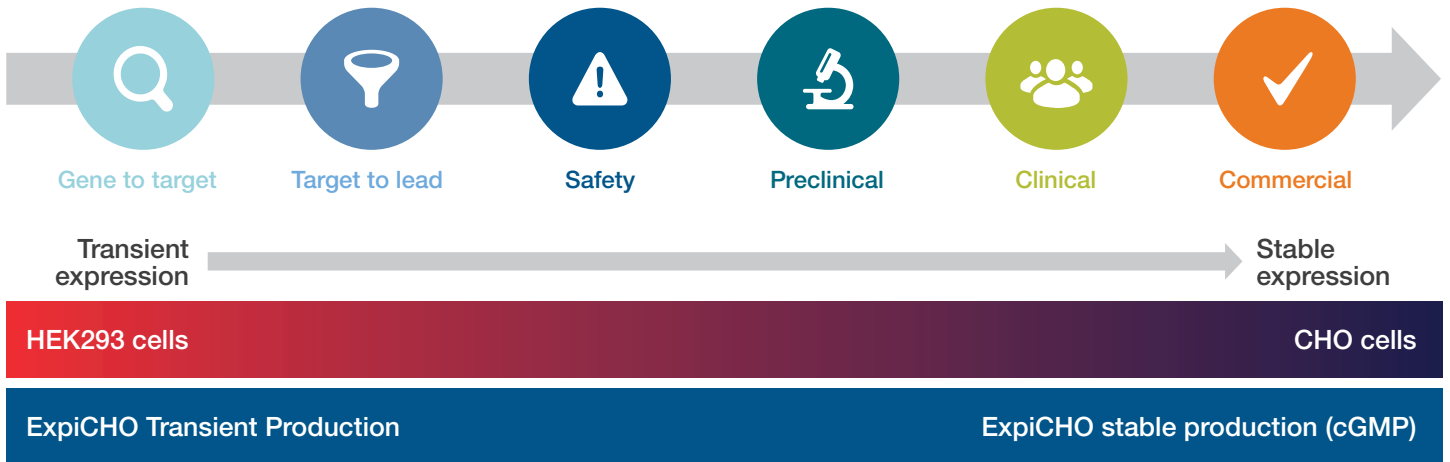 Gene to target
Target to lead
Safety
Preclinical
Clinical
Commercial
Transient
expression
Stable
expression
HEK293 cells
CHO cells
ExpiCHO Transient Production
ExpiCHO stable production (cGMP)